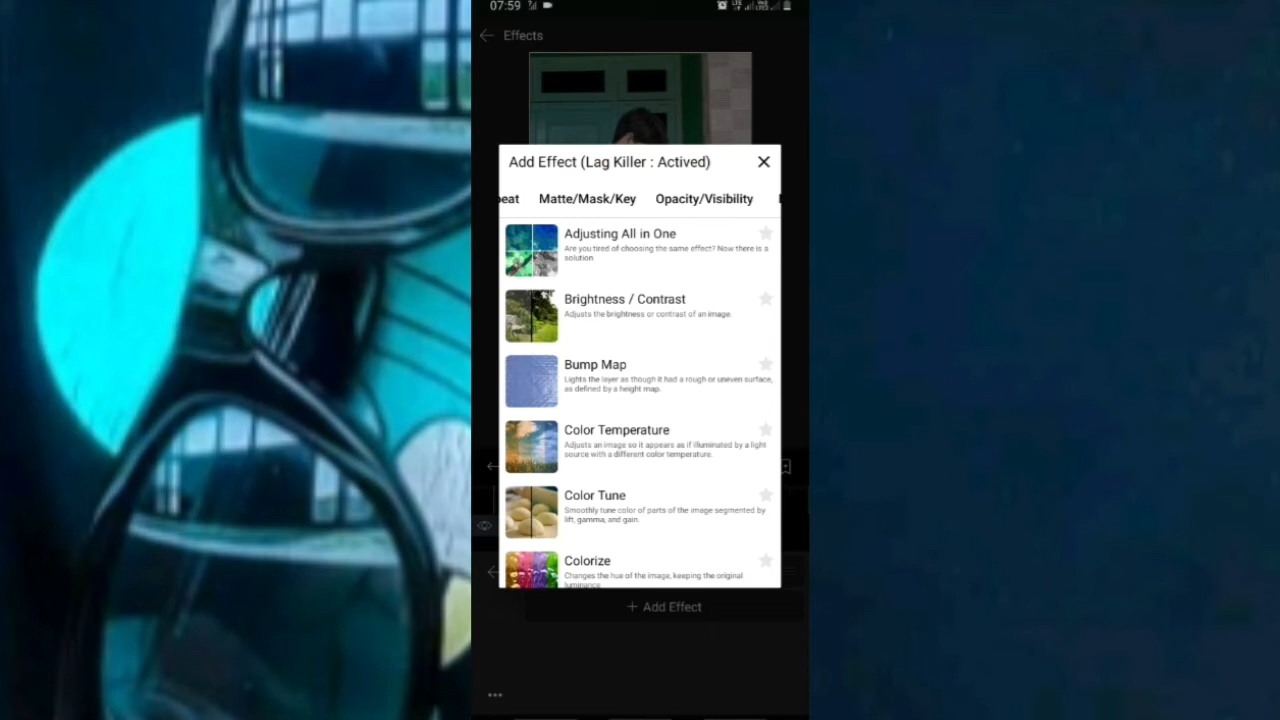 07:59
Effects
Add Effect (Lag Killer : Actived)
peat Matte/Mask/Key Opacity/Visibility
Adjusting All in One
Are you tired of choosing the same effect? Now there is a
solution
Brightness / Contrast
Adjusts the brightness or contrast of an image.
Bump Map
Lights the layer as though it had a rough or uneven surface,
as defined by a height map.
Color Temperature
Adjusts an image so it appears as if illuminated by a light
source with a different color temperature.
Color Tune
Smoothly tune color of parts of the image segmented by
lift, gamma, and gain.
Colorize
Changes the hue of the image, keeping the original
luminance
+ Add Effect